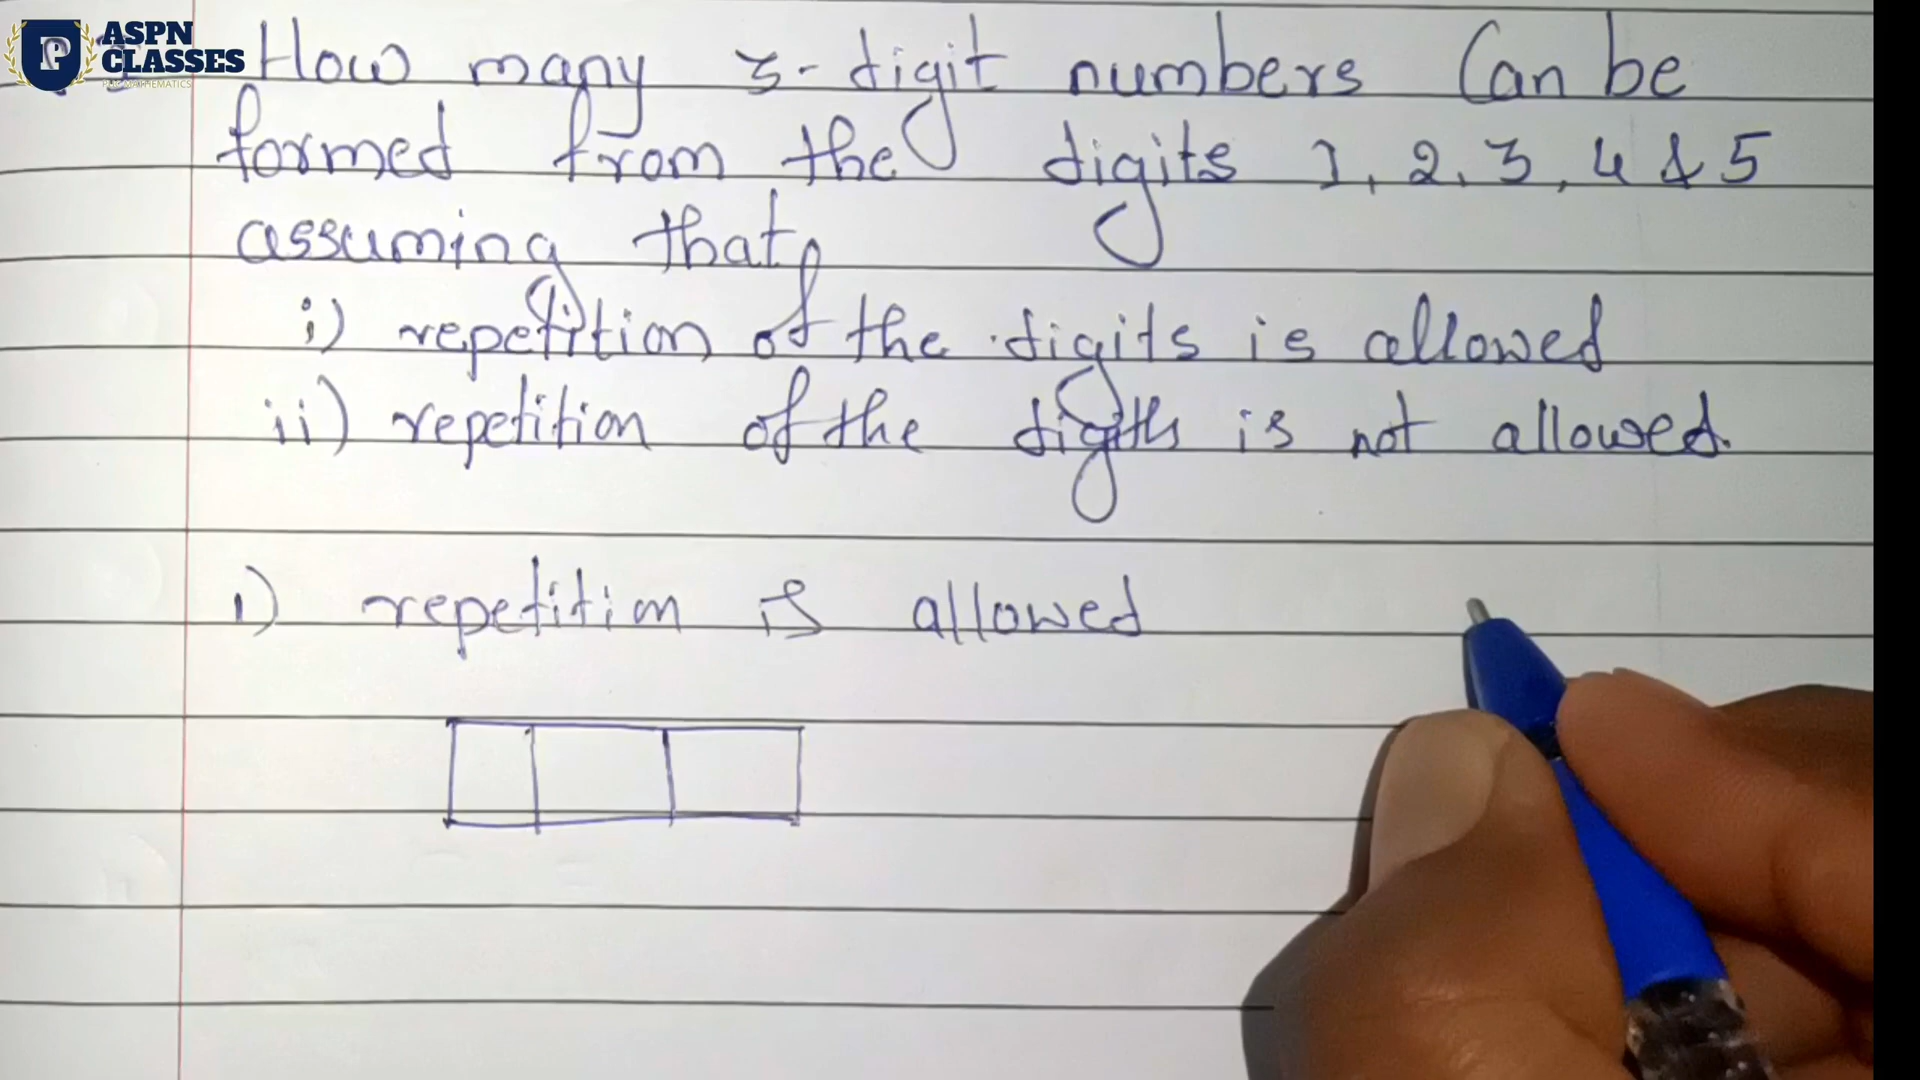 ASPN
CLASSES
How many 3-digit numbers Can be
formed from the digits 1, 2, 3, 4 & 5
assuming that,
i) repetition of the digits is allowed
ii) repetition of the digits is not allowed.
1) repetition is allowed